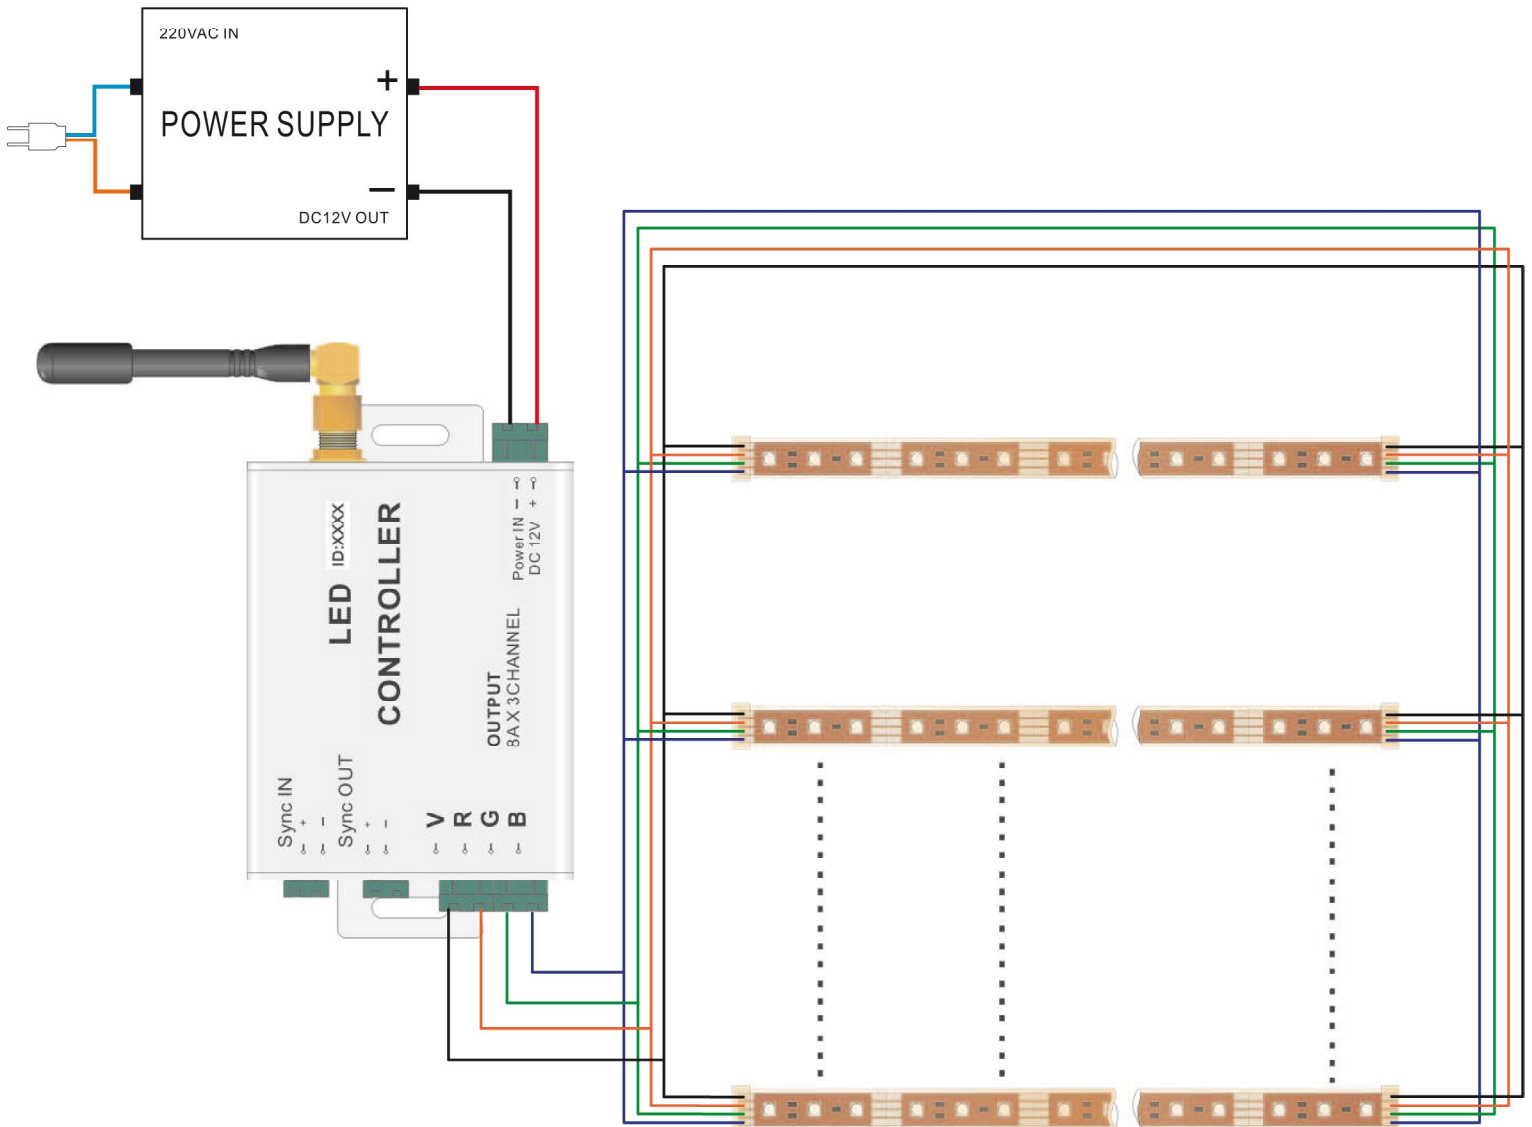 220VAC IN
+
POWER SUPPLY
−
DC12V OUT
LED ID:XXXX
CONTROLLER
Power IN − 
DC 12V +
OUTPUT
8A X 3CHANNEL
Sync IN
+
−
Sync OUT
+
−
V
R
G
B